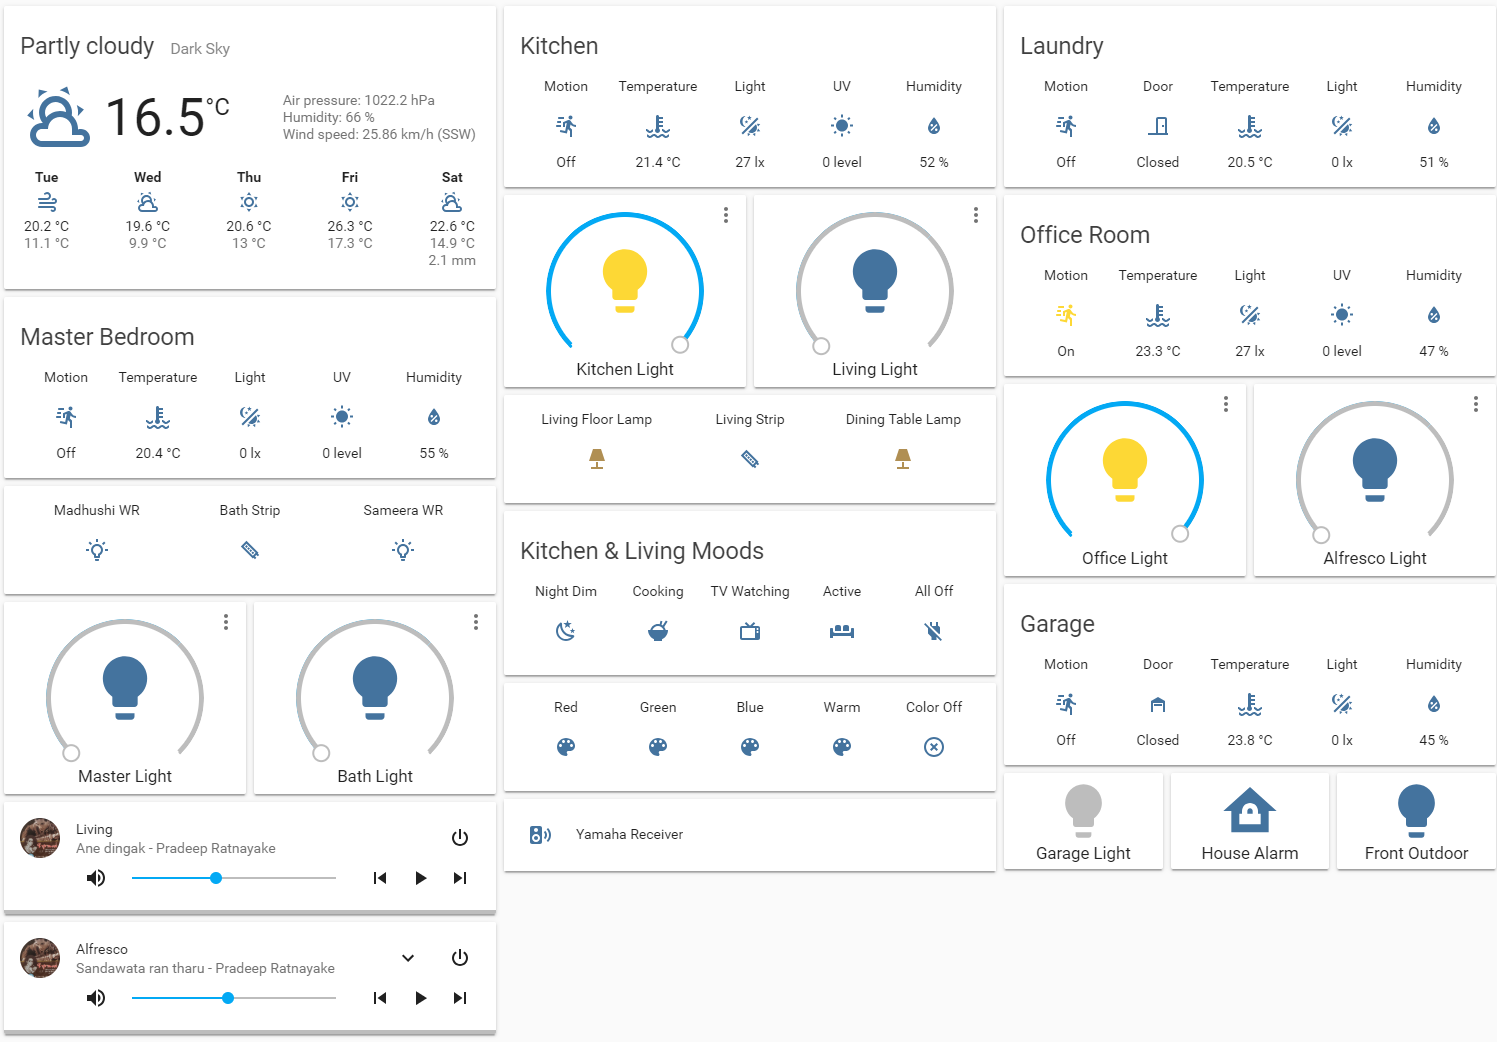 Partly cloudy Dark Sky
16.5 °C
Air pressure: 1022.2 hPa
Humidity: 66 %
Wind speed: 25.86 km/h (SSW)
Tue Wed Thu Fri Sat
20.2 °C 19.6 °C 20.6 °C 26.3 °C 22.6 °C
11.1 °C 9.9 °C 13 °C 17.3 °C 14.9 °C
2.1 mm
Master Bedroom
Motion Temperature Light UV Humidity
Off 20.4 °C 0 lx 0 level 55 %
Madhushi WR Bath Strip Sameera WR
Master Light Bath Light
Living
Ane dingak - Pradeep Ratnayake
Alfresco
Sandawata ran tharu - Pradeep Ratnayake
Kitchen
Motion Temperature Light UV Humidity
Off 21.4 °C 27 lx 0 level 52 %
Kitchen Light Living Light
Living Floor Lamp Living Strip Dining Table Lamp
Kitchen & Living Moods
Night Dim Cooking TV Watching Active All Off
Red Green Blue Warm Color Off
Yamaha Receiver
Laundry
Motion Door Temperature Light Humidity
Off Closed 20.5 °C 0 lx 51 %
Office Room
Motion Temperature Light UV Humidity
On 23.3 °C 27 lx 0 level 47 %
Office Light Alfresco Light
Garage
Motion Door Temperature Light Humidity
Off Closed 23.8 °C 0 lx 45 %
Garage Light House Alarm Front Outdoor